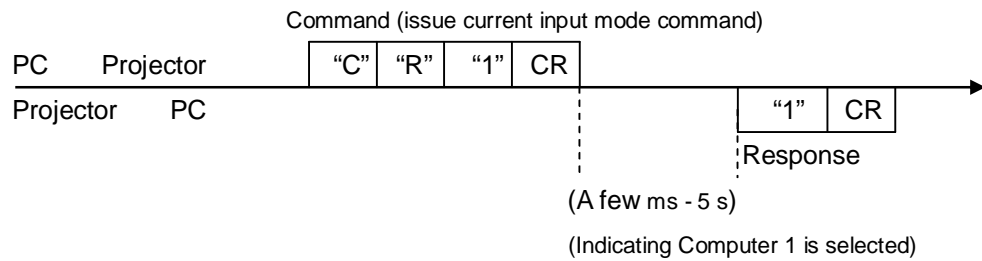 Command (issue current input mode command)
PC Projector “C” “R” “1” CR
Projector PC “1” CR
Response
(A few ms - 5 s)
(Indicating Computer 1 is selected)